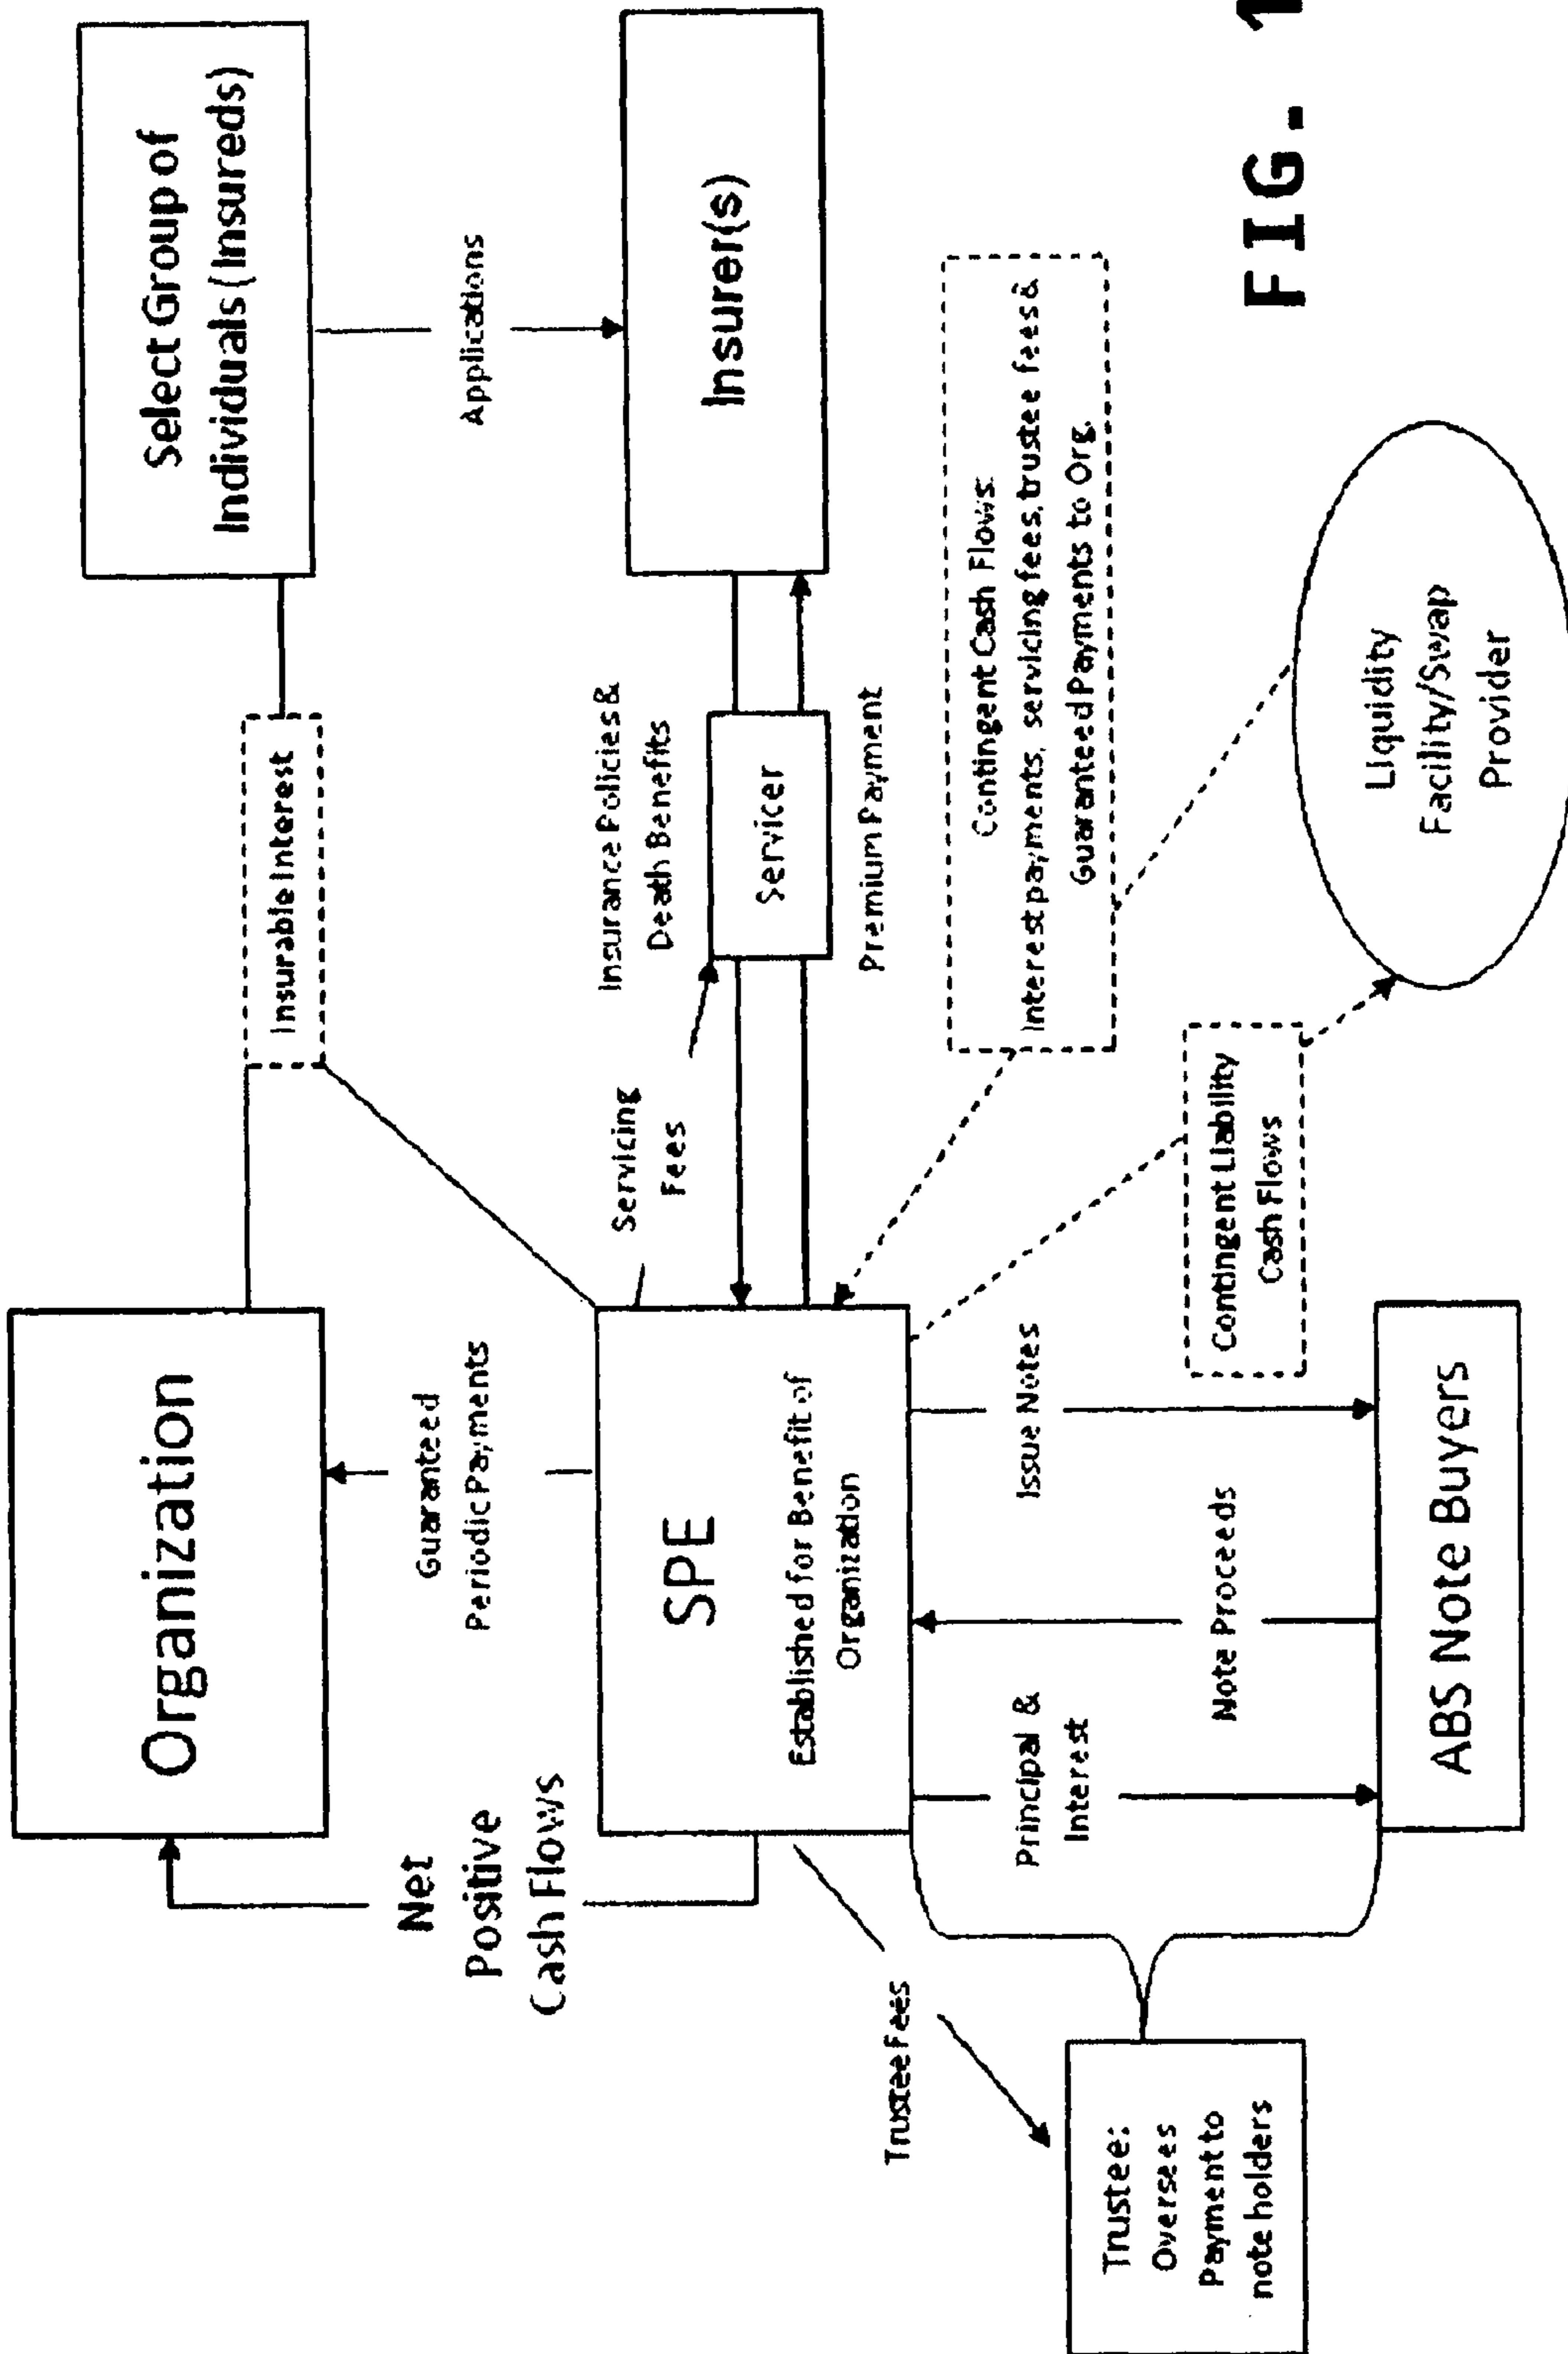 Organization
Select Group of
Individuals (Insureds)
Insurable Interest
Net
Positive
Cash Flows
Guaranteed
Periodic Payments
Applications
SPE
Established for Benefit of
Organization
Servicing
Fees
Insurance Policies &
Death Benefits
Servicer
Premium Payment
Insurer(s)
Trustee Fees
Principal &
Interest
Note Proceeds
Issue Notes
Contingent Cash Flows:
Interest payments, servicing fees, trustee fees &
Guaranteed Payments to Org.
Contingent Liability
Cash Flows
Trustee:
Oversees
Payment to
note holders
ABS Note Buyers
Liquidity
Facility/Swap
Provider
FIG. 1